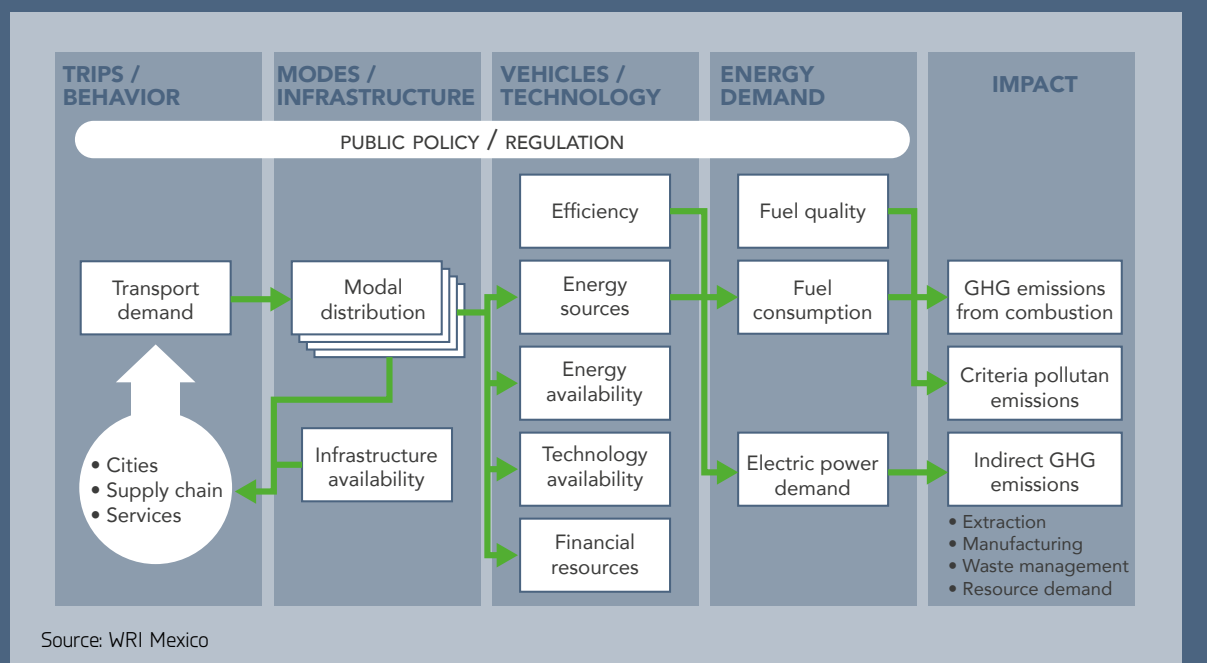 TRIPS /
BEHAVIOR
MODES /
INFRASTRUCTURE
VEHICLES /
TECHNOLOGY
ENERGY
DEMAND
IMPACT
PUBLIC POLICY / REGULATION
Transport
demand
• Cities
• Supply chain
• Services
Modal
distribution
Infrastructure
availability
Efficiency
Energy
sources
Energy
availability
Technology
availability
Financial
resources
Fuel quality
Fuel
consumption
Electric power
demand
GHG emissions
from combustion
Criteria pollutan
emissions
Indirect GHG
emissions
• Extraction
• Manufacturing
• Waste management
• Resource demand
Source: WRI Mexico